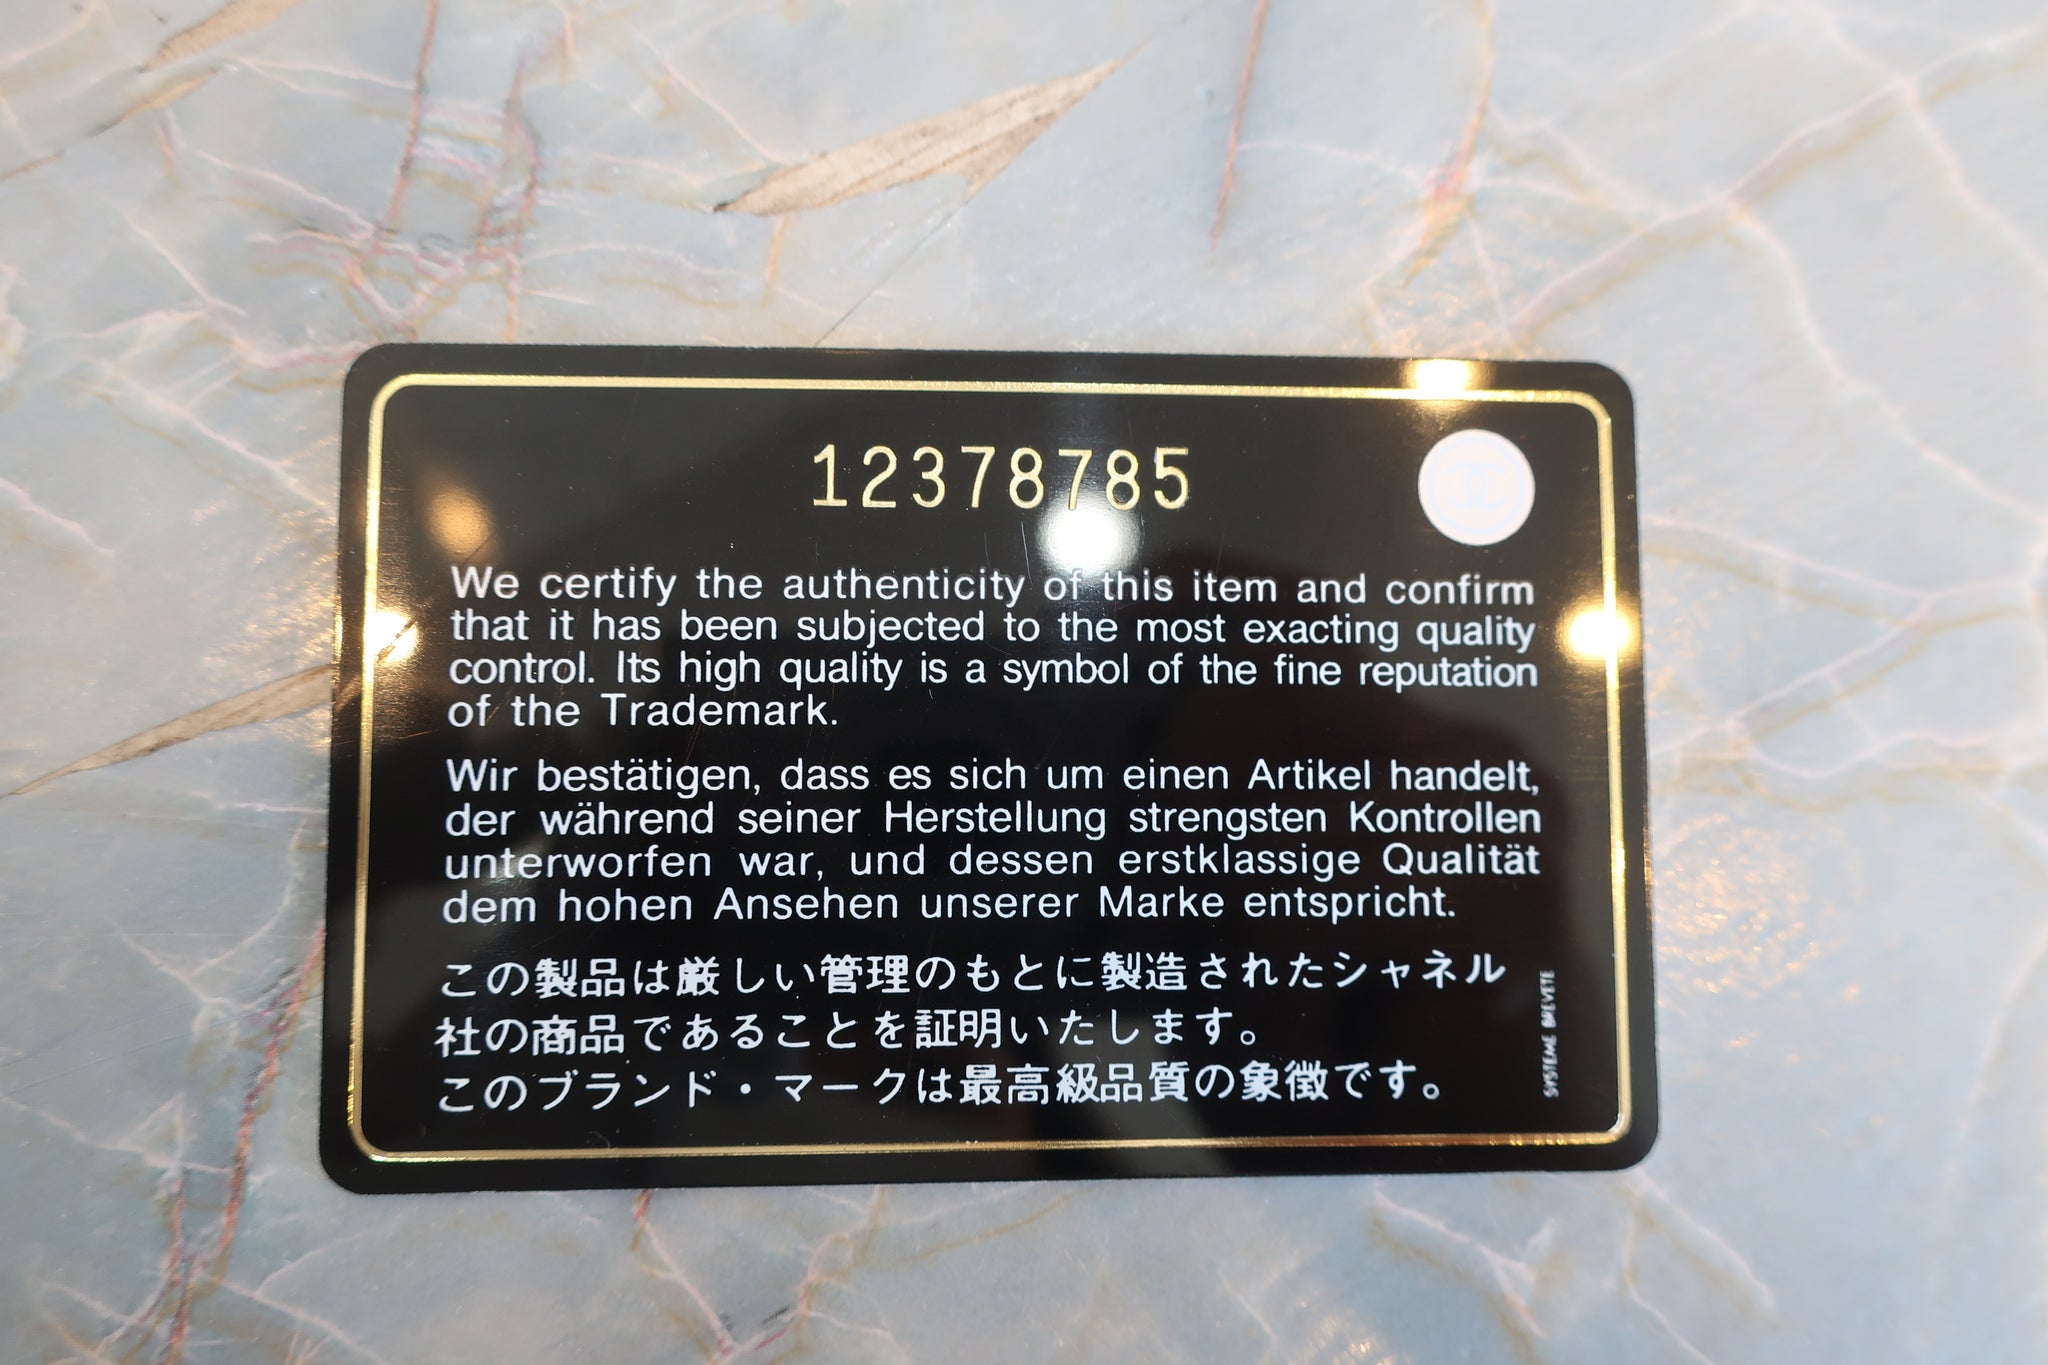 12378785
We certify the authenticity of this item and confirm
that it has been subjected to the most exacting quality
control. Its high quality is a symbol of the fine reputation
of the Trademark.
Wir bestätigen, dass es sich um einen Artikel handelt,
der während seiner Herstellung strengsten Kontrollen
unterworfen war, und dessen erstklassige Qualität
dem hohen Ansehen unserer Marke entspricht.
この製品は厳しい管理のもとに製造されたシャネル
社の商品であることを証明いたします。
このブランド・マークは最高級品質の象徴です。
SYSTEME BREVETE